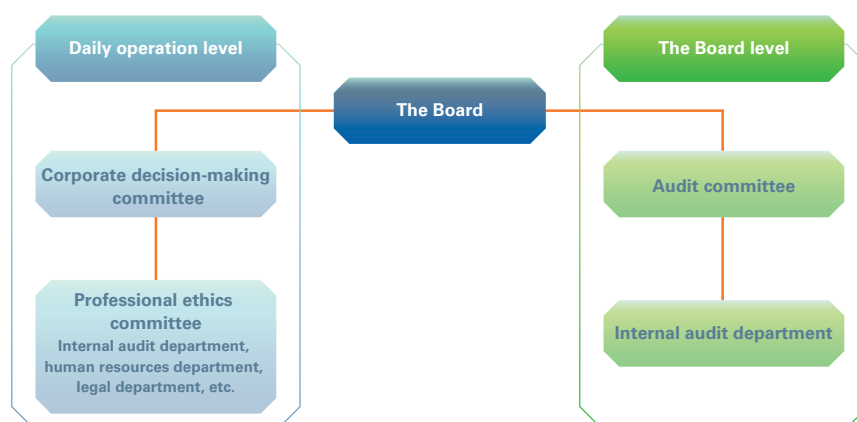 Daily operation level
The Board level
The Board
Corporate decision-making
committee
Audit committee
Professional ethics
committee
Internal audit department,
human resources department,
legal department, etc.
Internal audit department